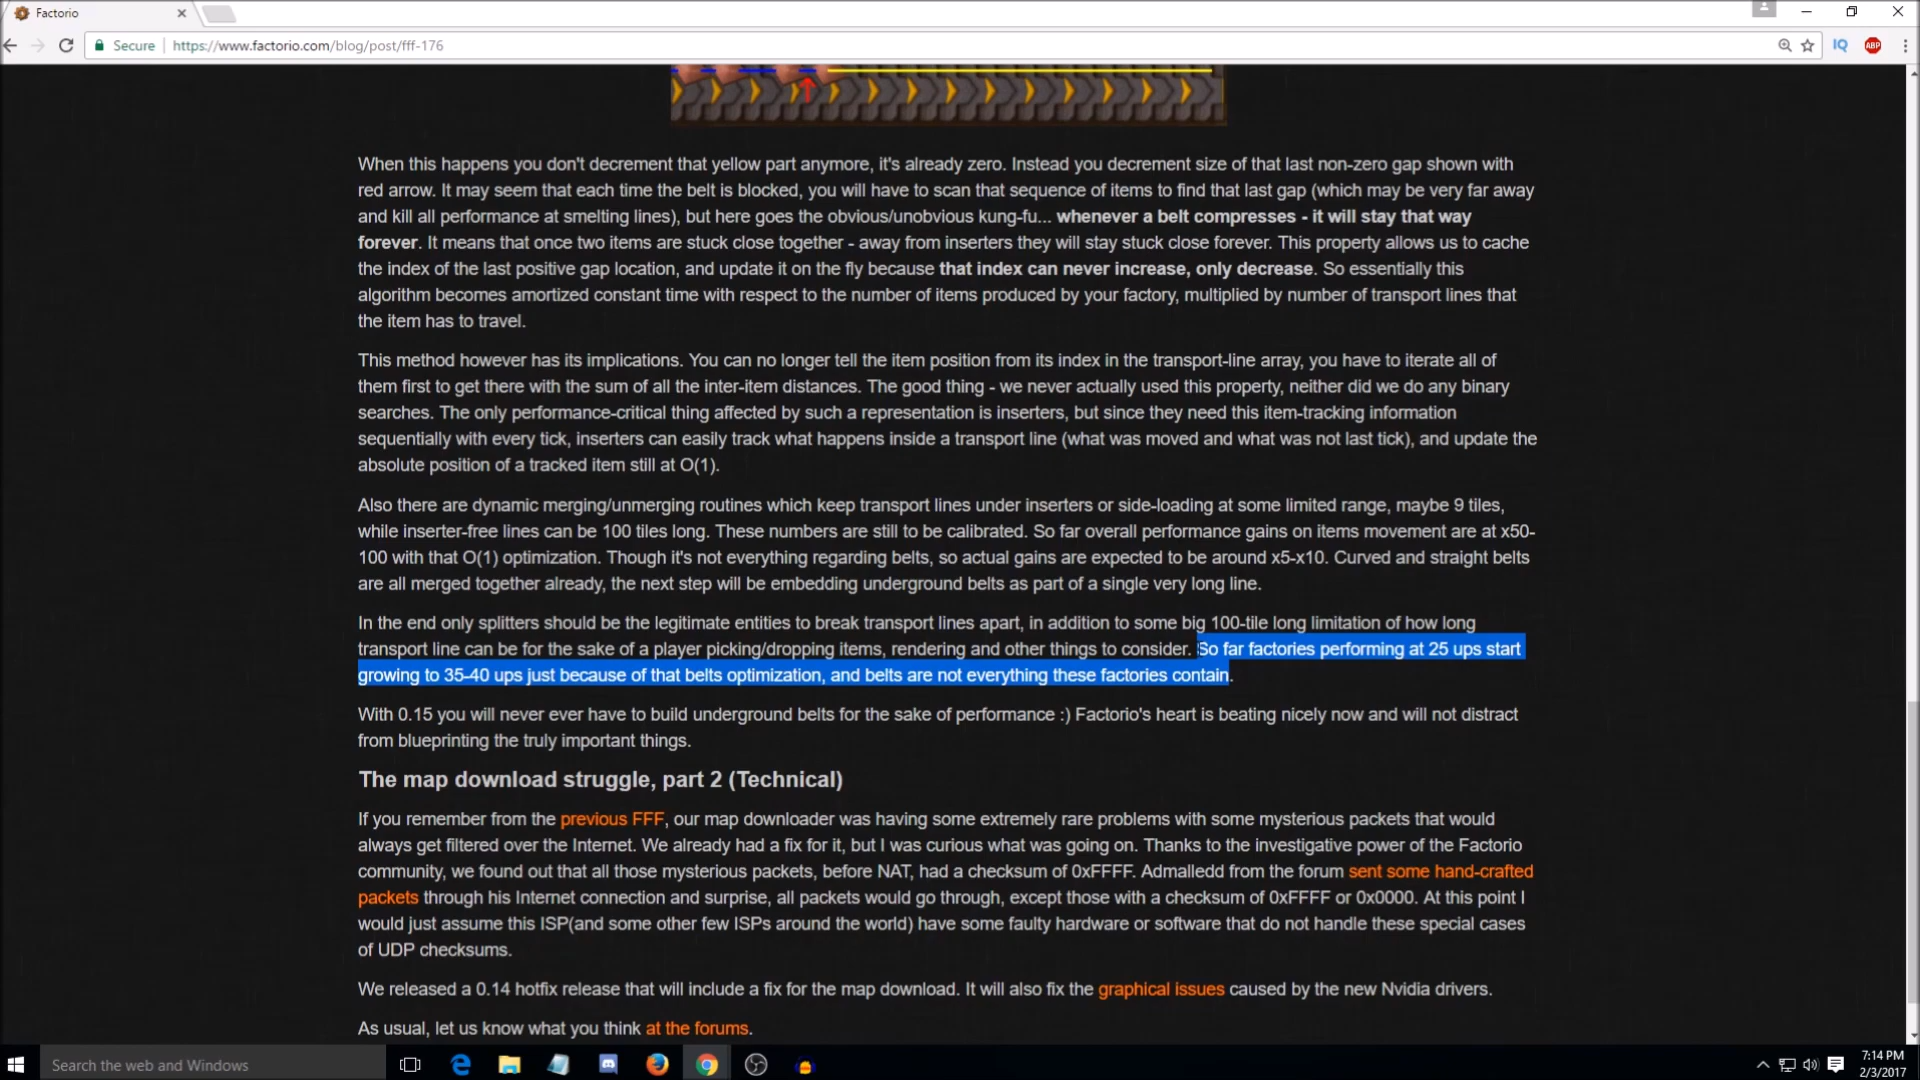 Factorio
Secure https://www.factorio.com/blog/post/fff-176
IQ ABP
When this happens you don't decrement that yellow part anymore, it's already zero. Instead you decrement size of that last non-zero gap shown with
red arrow. It may seem that each time the belt is blocked, you will have to scan that sequence of items to find that last gap (which may be very far away
and kill all performance at smelting lines), but here goes the obvious/unobvious kung-fu... whenever a belt compresses - it will stay that way
forever. It means that once two items are stuck close together - away from inserters they will stay stuck close forever. This property allows us to cache
the index of the last positive gap location, and update it on the fly because that index can never increase, only decrease. So essentially this
algorithm becomes amortized constant time with respect to the number of items produced by your factory, multiplied by number of transport lines that
the item has to travel.
This method however has its implications. You can no longer tell the item position from its index in the transport-line array, you have to iterate all of
them first to get there with the sum of all the inter-item distances. The good thing - we never actually used this property, neither did we do any binary
searches. The only performance-critical thing affected by such a representation is inserters, but since they need this item-tracking information
sequentially with every tick, inserters can easily track what happens inside a transport line (what was moved and what was not last tick), and update the
absolute position of a tracked item still at O(1).
Also there are dynamic merging/unmerging routines which keep transport lines under inserters or side-loading at some limited range, maybe 9 tiles,
while inserter-free lines can be 100 tiles long. These numbers are still to be calibrated. So far overall performance gains on items movement are at x50-
100 with that O(1) optimization. Though it's not everything regarding belts, so actual gains are expected to be around x5-x10. Curved and straight belts
are all merged together already, the next step will be embedding underground belts as part of a single very long line.
In the end only splitters should be the legitimate entities to break transport lines apart, in addition to some big 100-tile long limitation of how long
transport line can be for the sake of a player picking/dropping items, rendering and other things to consider. So far factories performing at 25 ups start
growing to 35-40 ups just because of that belts optimization, and belts are not everything these factories contain.
With 0.15 you will never ever have to build underground belts for the sake of performance :) Factorio's heart is beating nicely now and will not distract
from blueprinting the truly important things.
The map download struggle, part 2 (Technical)
If you remember from the previous FFF, our map downloader was having some extremely rare problems with some mysterious packets that would
always get filtered over the Internet. We already had a fix for it, but I was curious what was going on. Thanks to the investigative power of the Factorio
community, we found out that all those mysterious packets, before NAT, had a checksum of 0xFFFF. Admalledd from the forum sent some hand-crafted
packets through his Internet connection and surprise, all packets would go through, except those with a checksum of 0xFFFF or 0x0000. At this point I
would just assume this ISP(and some other few ISPs around the world) have some faulty hardware or software that do not handle these special cases
of UDP checksums.
We released a 0.14 hotfix release that will include a fix for the map download. It will also fix the graphical issues caused by the new Nvidia drivers.
As usual, let us know what you think at the forums.
Search the web and Windows
7:14 PM
2/3/2017